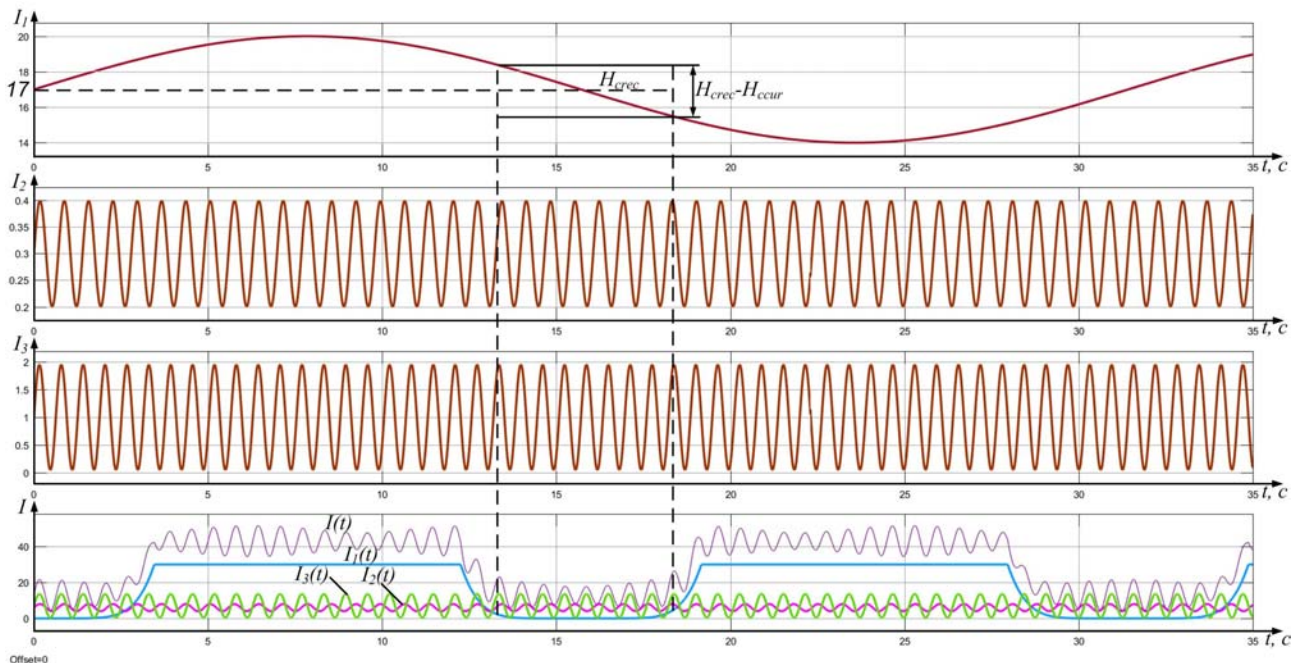 I1
20
18
17
16
14
Hcrec
Hcrec-Hccur
0 5 10 15 20 25 30 35
t, c
I2
0.4
0.35
0.3
0.25
0.2
0 5 10 15 20 25 30 35
t, c
I3
2
1.5
1
0.5
0
0 5 10 15 20 25 30 35
t, c
I
40
20
0
I(t)
I1(t)
I3(t) I2(t)
0 5 10 15 20 25 30 35
t, c
Offset=0